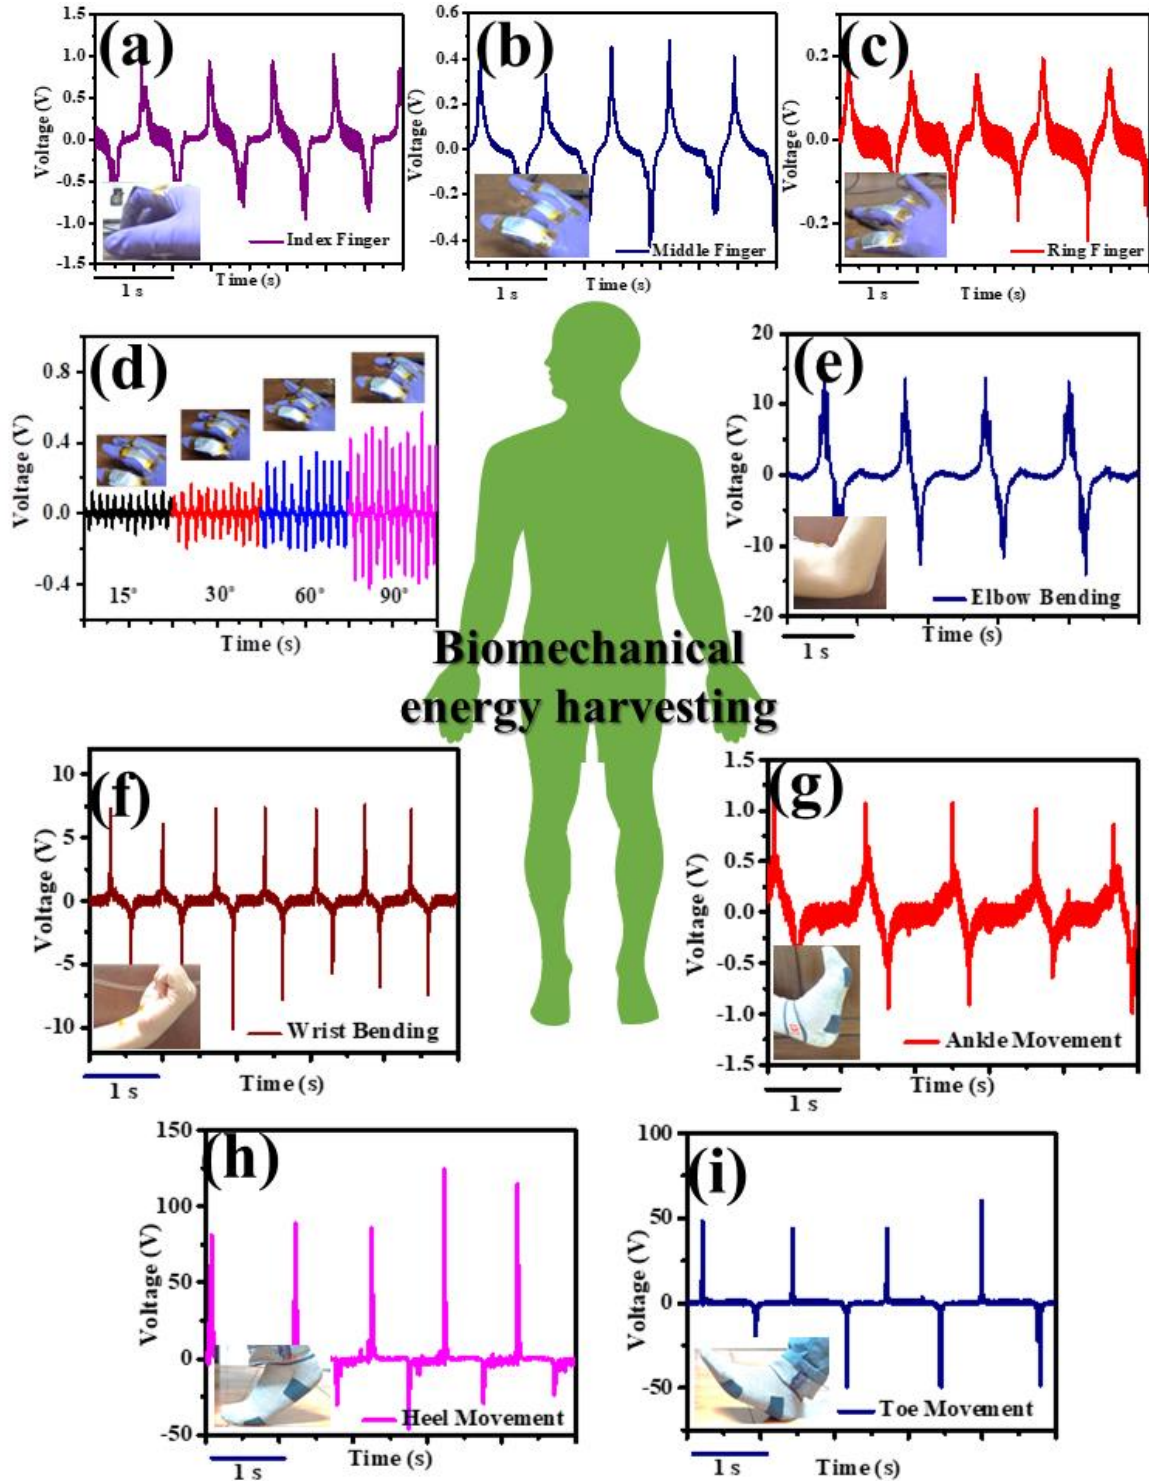 (a)
1.5
1.0
0.5
0.0
-0.5
-1.0
-1.5
Voltage (V)
Index Finger
1 s
Time (s)
(b)
0.6
0.4
0.2
0.0
-0.2
-0.4
Voltage (V)
Middle Finger
1 s
Time (s)
(c)
0.2
0.0
-0.2
Voltage (V)
Ring Finger
1 s
Time (s)
(d)
0.8
0.4
0.0
-0.4
Voltage (V)
15° 30° 60° 90°
Time (s)
(e)
20
10
0
-10
-20
Voltage (V)
Elbow Bending
1 s
Time (s)
Biomechanical
energy harvesting
(f)
10
5
0
-5
-10
Voltage (V)
Wrist Bending
1 s
Time (s)
(g)
1.5
1.0
0.5
0.0
-0.5
-1.0
-1.5
Voltage (V)
Ankle Movement
1 s
Time (s)
(h)
150
100
50
0
-50
Voltage (V)
Heel Movement
1 s
Time (s)
(i)
100
50
0
-50
Voltage (V)
Toe Movement
1 s
Time (s)